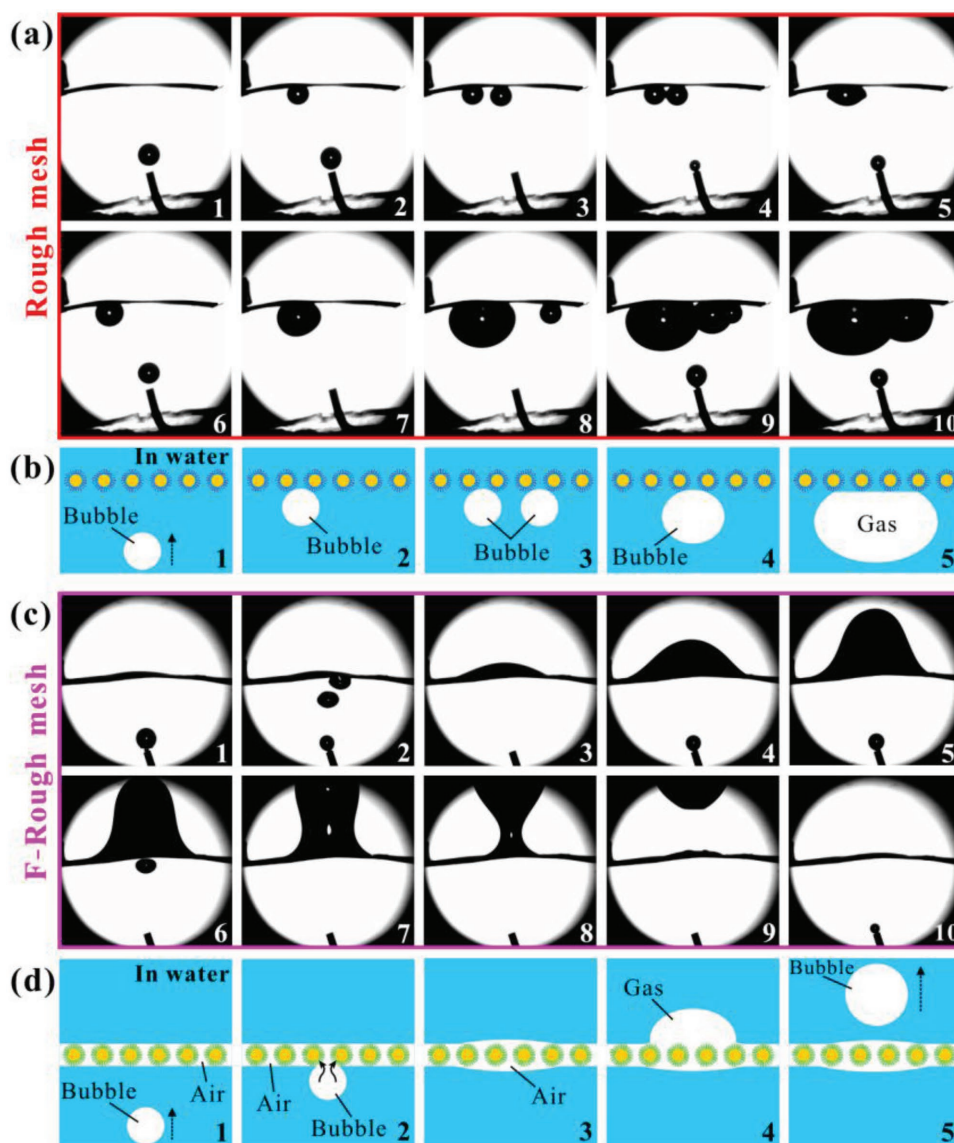 (a)
Rough mesh
1 2 3 4 5
6 7 8 9 10
(b)
In water
Bubble
1
Bubble
2
Bubble
3
Bubble
4
Gas
5
(c)
F-Rough mesh
1 2 3 4 5
6 7 8 9 10
(d)
In water
Bubble
Air
1
Air
Bubble
2
Air
3
Gas
4
Bubble
5